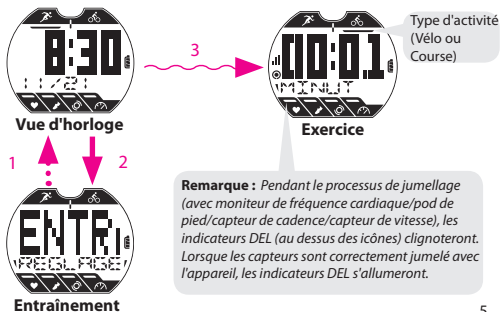 8:30
11/21
Vue d'horloge
3
00:01
MINUT
Exercice
Type d'activité
(Vélo ou
Course)
1
2
ENTRI
REGLAGE
Entraînement
Remarque : Pendant le processus de jumellage
(avec moniteur de fréquence cardiaque/pod de
pied/capteur de cadence/capteur de vitesse), les
indicateurs DEL (au dessus des icônes) clignoteront.
Lorsque les capteurs sont correctement jumelé avec
l'appareil, les indicateurs DEL s'allumeront.
5